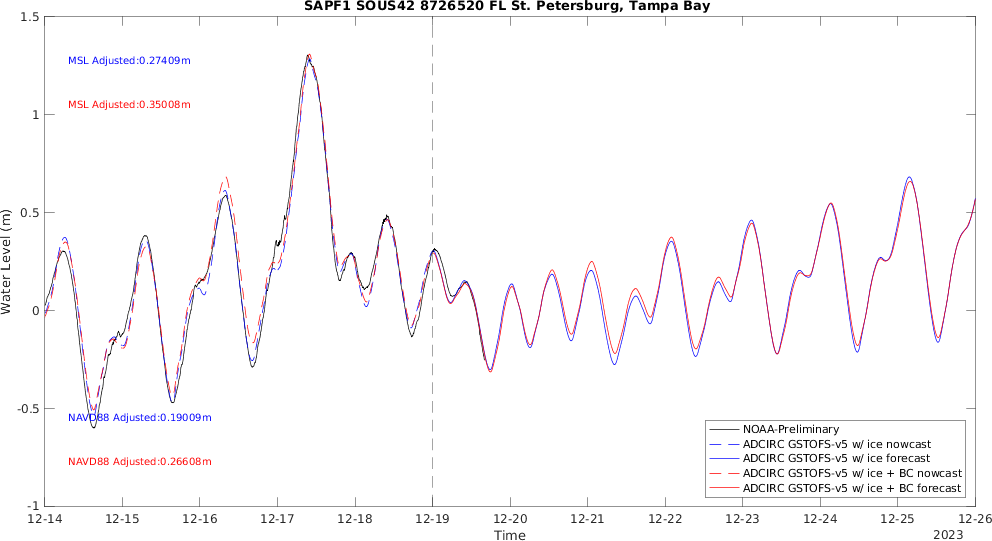 SAPF1 SOUS42 8726520 FL St. Petersburg, Tampa Bay
Water Level (m)
1.5
1
0.5
0
-0.5
-1
MSL Adjusted:0.27409m
MSL Adjusted:0.35008m
NAVD88 Adjusted:0.19009m
NAVD88 Adjusted:0.26608m
NOAA-Preliminary
ADCIRC GSTOFS-v5 w/ ice nowcast
ADCIRC GSTOFS-v5 w/ ice forecast
ADCIRC GSTOFS-v5 w/ ice + BC nowcast
ADCIRC GSTOFS-v5 w/ ice + BC forecast
12-14 12-15 12-16 12-17 12-18 12-19 12-20 12-21 12-22 12-23 12-24 12-25 12-26
Time
2023